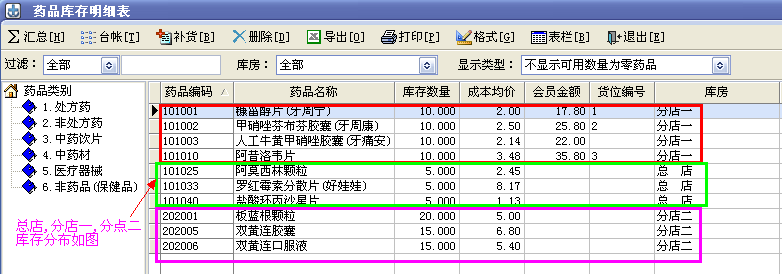 药品库存明细表
Σ 汇总[H] 台帐[T] 补货[B] 删除[D] 导出[O] 打印[P] 格式[G] 表栏[B] 退出[E]
过滤: 全部 库房: 全部 显示类型: 不显示可用数量为零药品
药品类别
1.处方药
2.非处方药
3.中药饮片
4.中药材
5.医疗器械
6.非药品(保健品)
总店,分店一,分点二
库存分布如图
药品编码 药品名称 库存数量 成本均价 会员金额 货位编号 库房
101001 糠甾醇片(牙周宁) 10.000 2.00 17.80 1 分店一
101002 甲硝唑芬布芬胶囊(牙周康) 10.000 2.50 25.80 2 分店一
101003 人工牛黄甲硝唑胶囊(牙痛安) 10.000 2.14 22.00 分店一
101010 阿昔洛韦片 10.000 3.48 35.80 3 分店一
101025 阿莫西林颗粒 5.000 2.45 总 店
101033 罗红霉素分散片(好娃娃) 5.000 8.17 总 店
101040 盐酸环丙沙星片 5.000 1.13 总 店
202001 板蓝根颗粒 20.000 5.00 分店二
202005 双黄连胶囊 15.000 6.80 分店二
202006 双黄连口服液 15.000 5.40 分店二